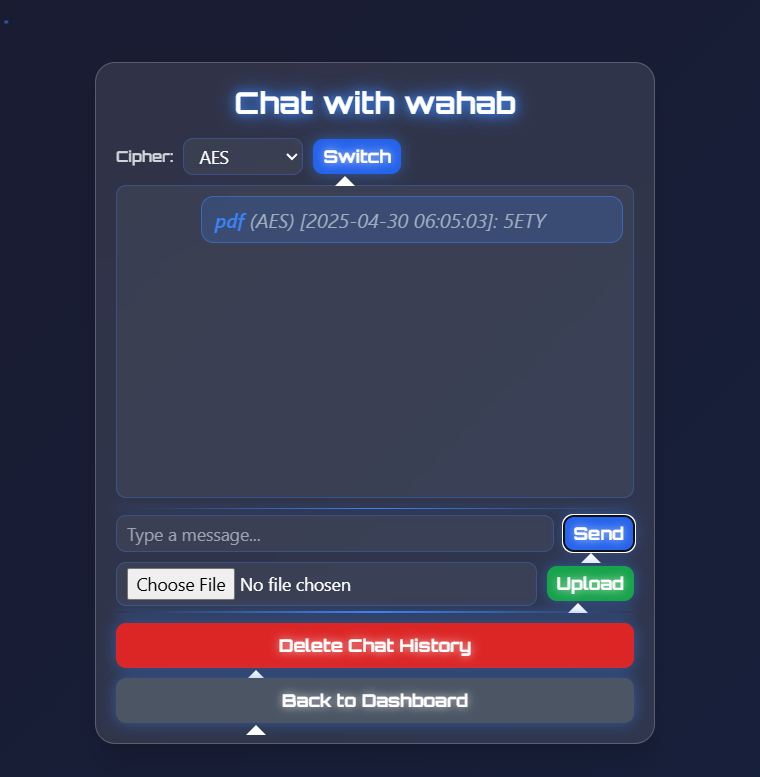 Chat with wahab
Cipher: AES Switch
pdf (AES) [2025-04-30 06:05:03]: 5ETY
Type a message... Send
Choose File No file chosen Upload
Delete Chat History
Back to Dashboard